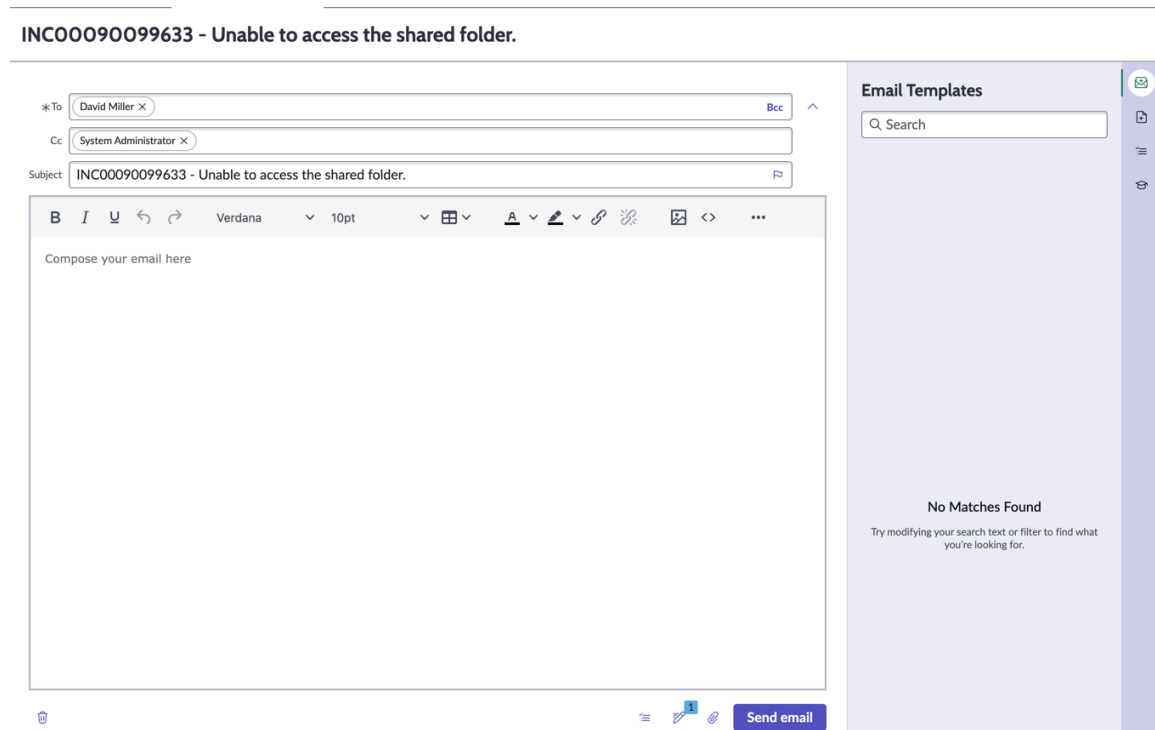 INC00090099633 - Unable to access the shared folder.
Email Templates
To David Miller Bcc
Search
Cc System Administrator
Subject INC00090099633 - Unable to access the shared folder.
B I U Verdana 10pt A
Compose your email here
No Matches Found
Try modifying your search text or filter to find what
you're looking for.
1
Send email